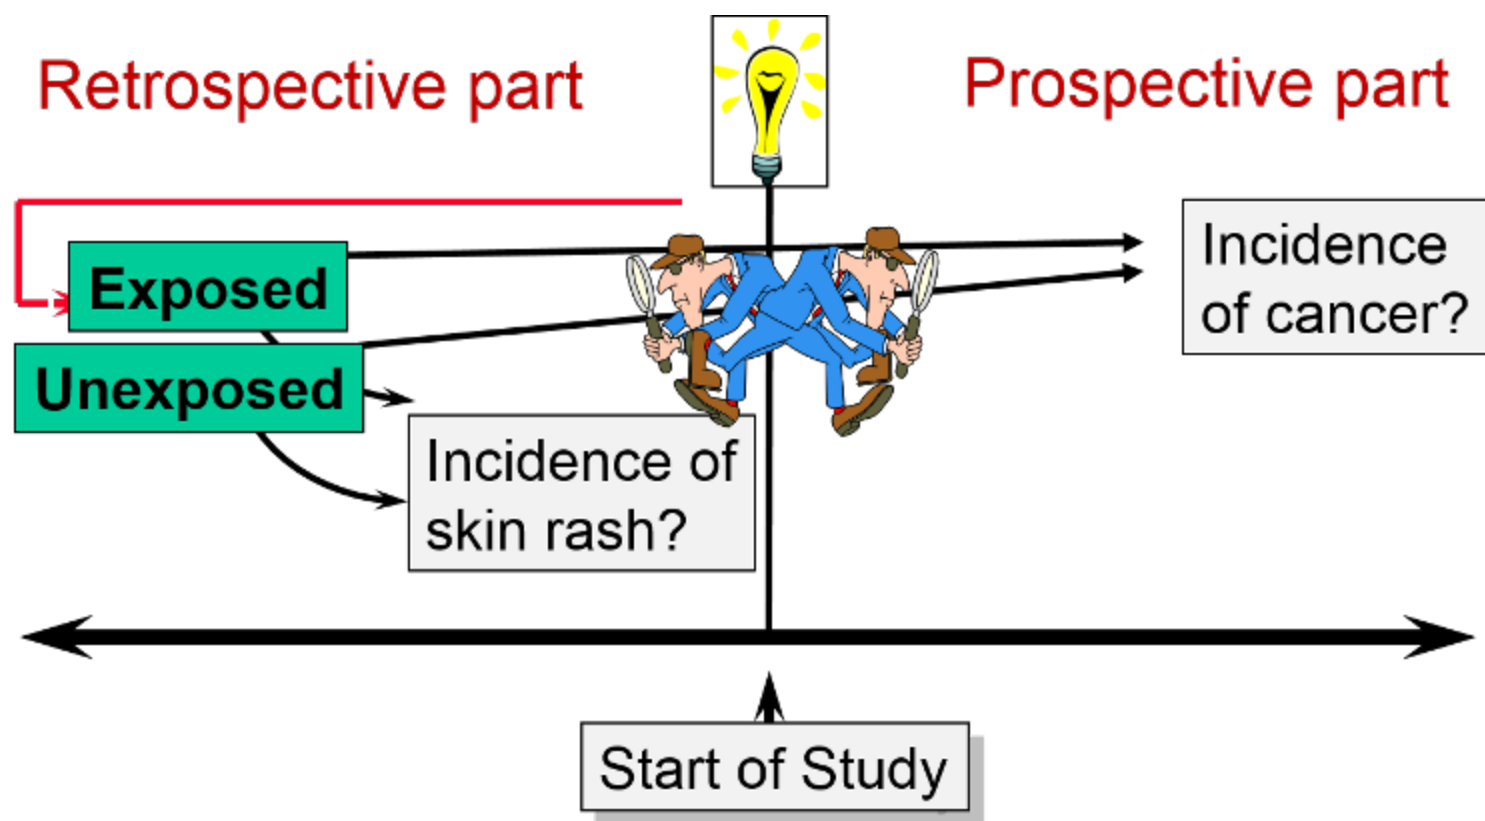 Retrospective part
Prospective part
Exposed
Unexposed
Incidence
of cancer?
Incidence of
skin rash?
Start of Study